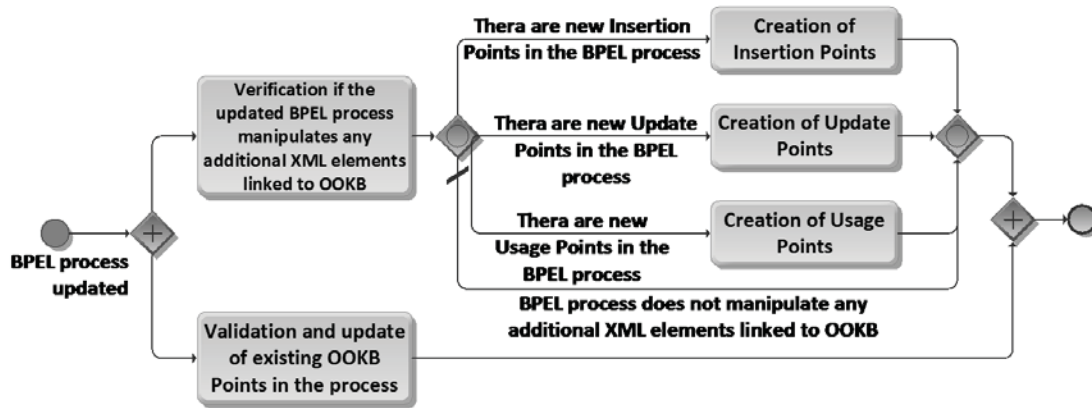 BPEL process
updated
Verification if the
updated BPEL process
manipulates any
additional XML elements
linked to OOKB
Validation and update
of existing OOKB
Points in the process
Thera are new Insertion
Points in the BPEL process
Creation of
Insertion Points
Thera are new Update
Points in the BPEL
process
Creation of Update
Points
Thera are new
Usage Points in the
BPEL process
Creation of Usage
Points
BPEL process does not manipulate any
additional XML elements linked to OOKB